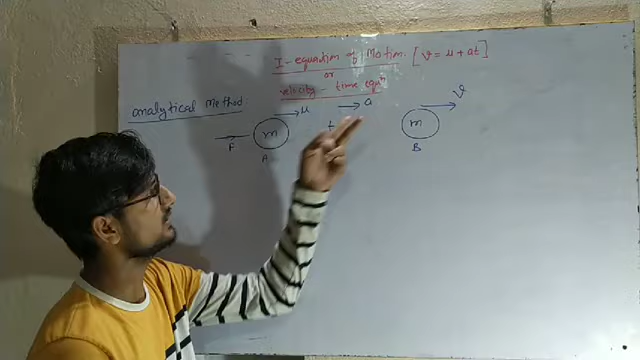 I - equation of Motion [ v = u + at ]
or
velocity - time eqⁿ
analytical Method.
u
a
v
F
m
t
m
A
B